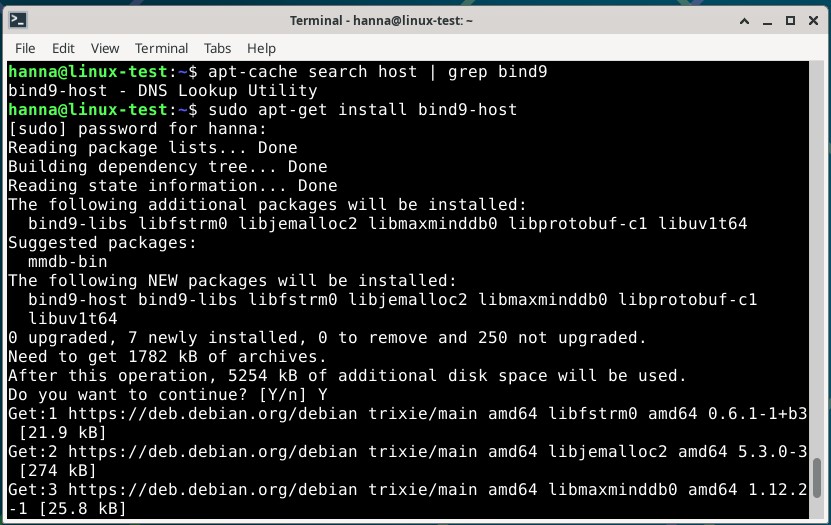 Terminal - hanna@linux-test: ~
File Edit View Terminal Tabs Help
hanna@linux-test:~$ apt-cache search host | grep bind9
bind9-host - DNS Lookup Utility
hanna@linux-test:~$ sudo apt-get install bind9-host
[sudo] password for hanna:
Reading package lists... Done
Building dependency tree... Done
Reading state information... Done
The following additional packages will be installed:
  bind9-libs libfstrm0 libjemalloc2 libmaxminddb0 libprotobuf-c1 libuv1t64
Suggested packages:
  mmdb-bin
The following NEW packages will be installed:
  bind9-host bind9-libs libfstrm0 libjemalloc2 libmaxminddb0 libprotobuf-c1
  libuv1t64
0 upgraded, 7 newly installed, 0 to remove and 250 not upgraded.
Need to get 1782 kB of archives.
After this operation, 5254 kB of additional disk space will be used.
Do you want to continue? [Y/n] Y
Get:1 https://deb.debian.org/debian trixie/main amd64 libfstrm0 amd64 0.6.1-1+b3
 [21.9 kB]
Get:2 https://deb.debian.org/debian trixie/main amd64 libjemalloc2 amd64 5.3.0-3
 [274 kB]
Get:3 https://deb.debian.org/debian trixie/main amd64 libmaxminddb0 amd64 1.12.2
-1 [25.8 kB]